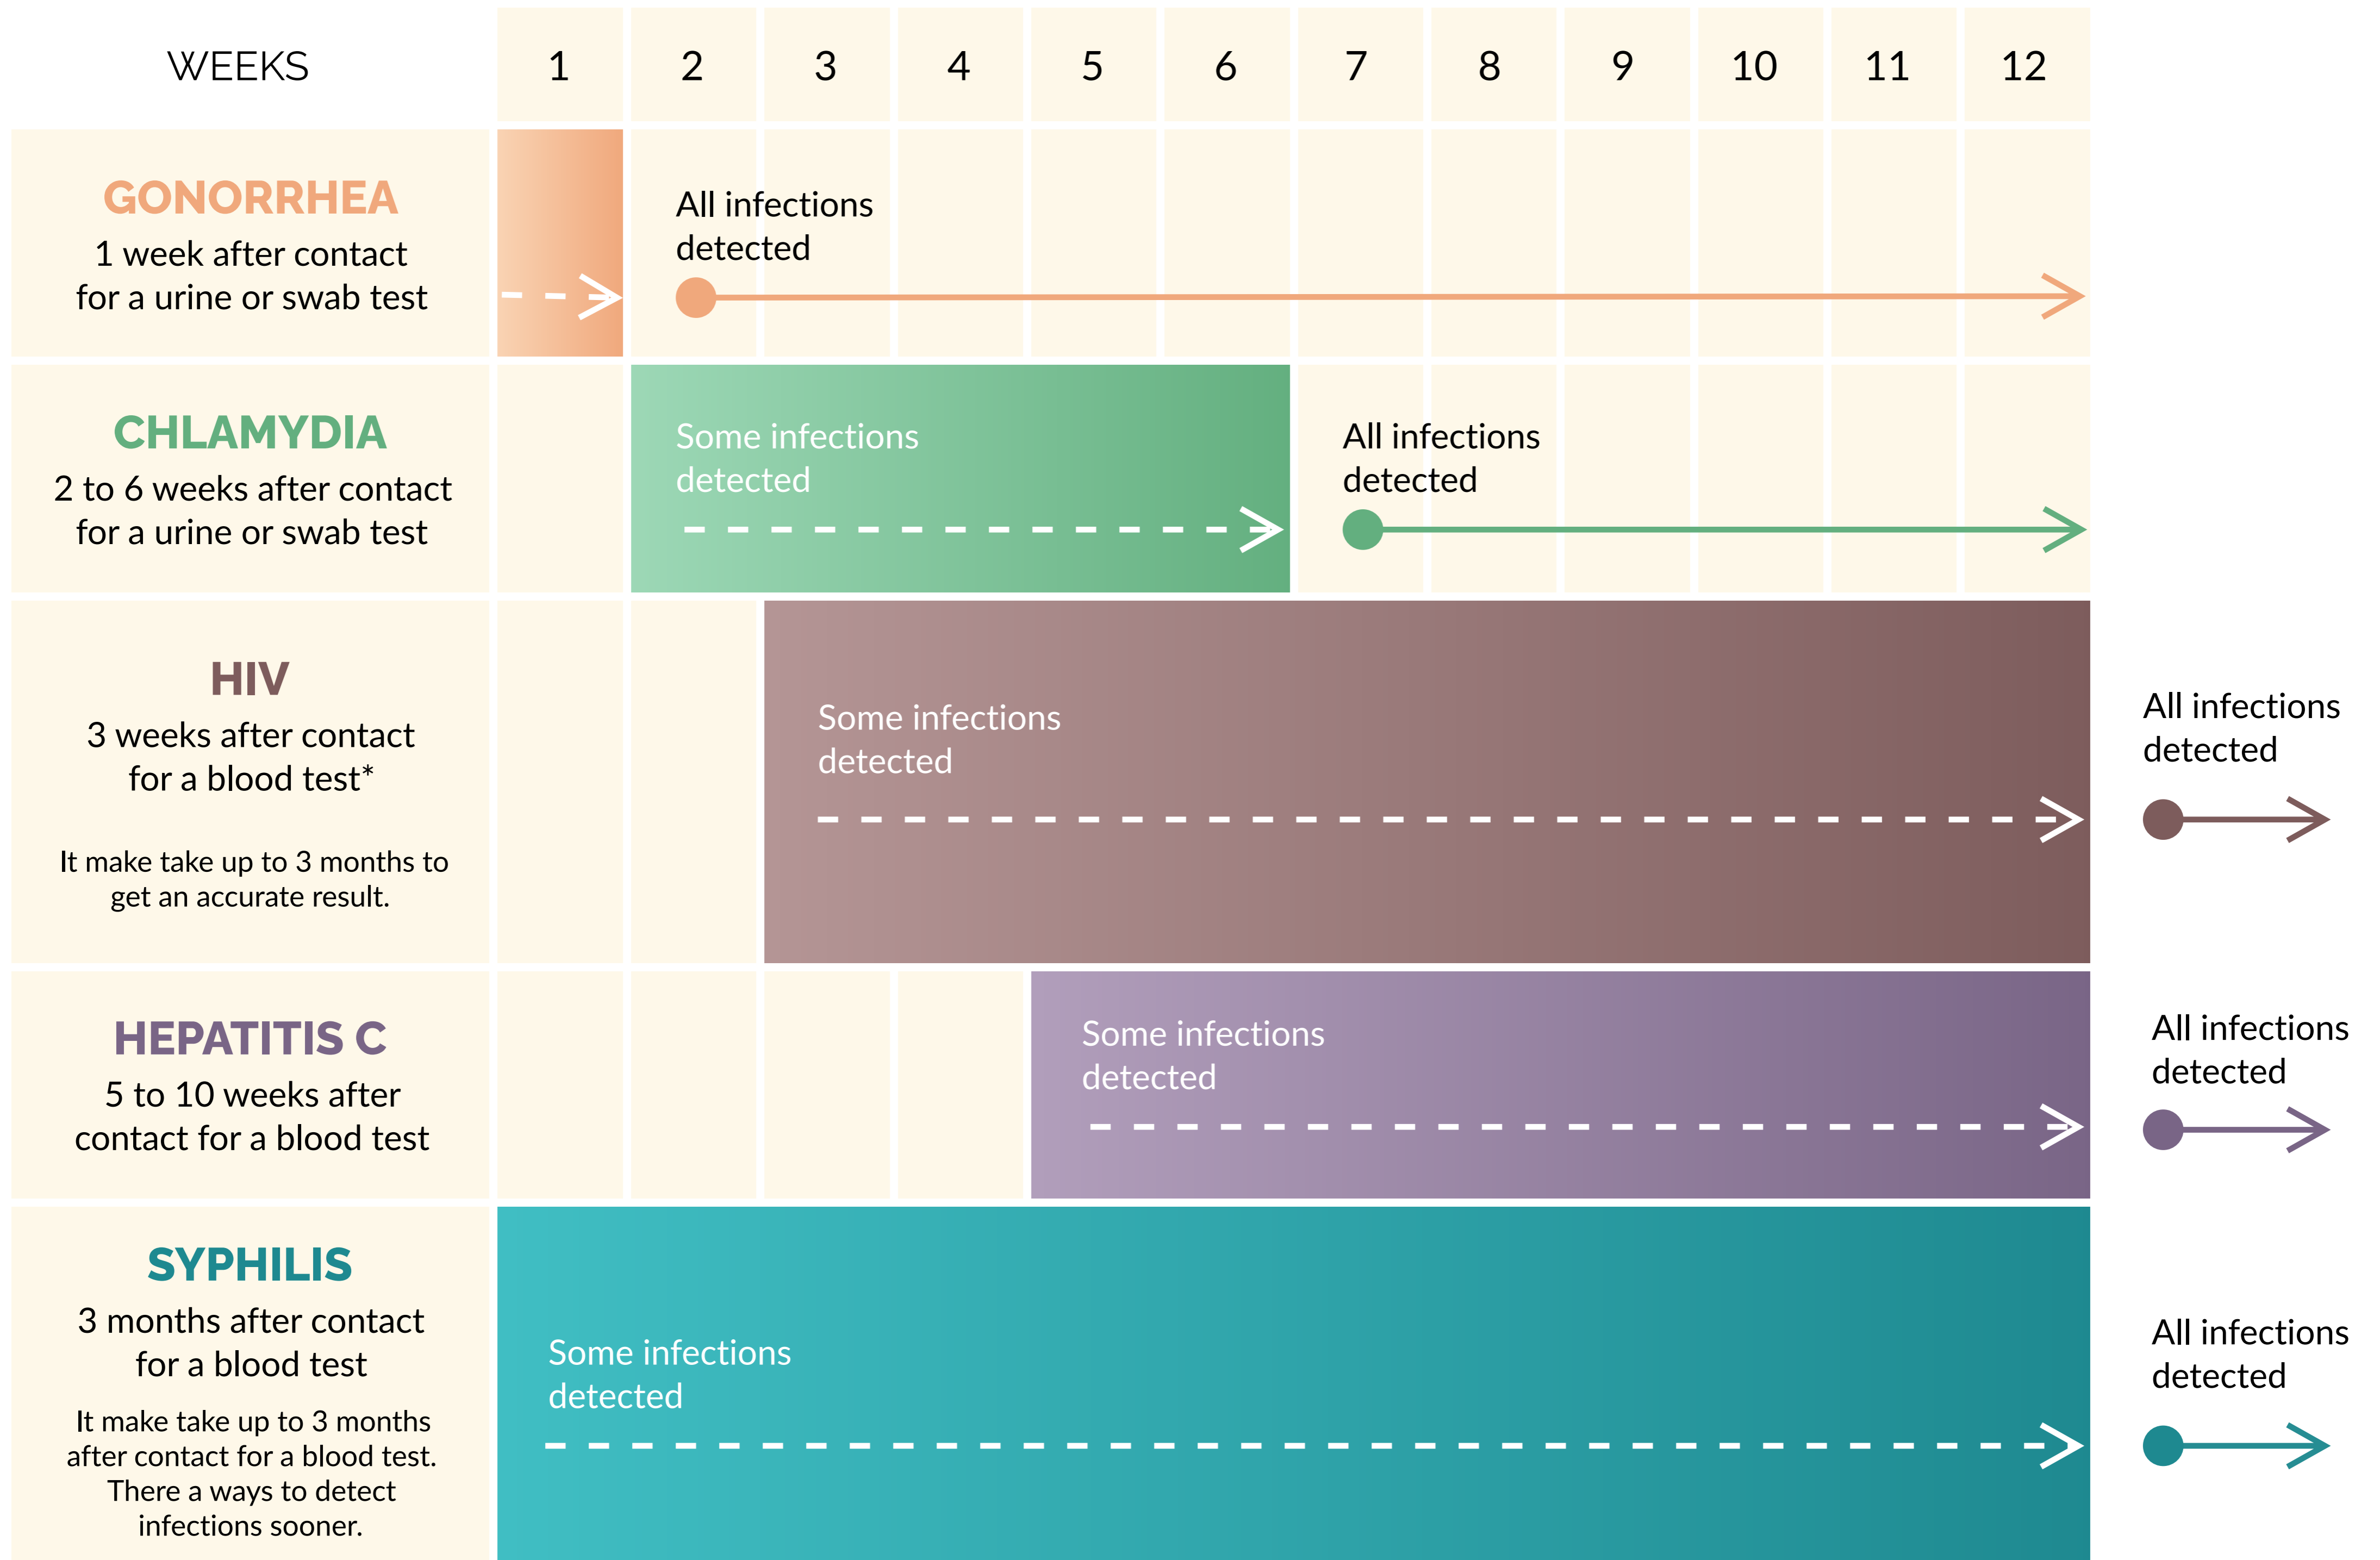 WEEKS 1 2 3 4 5 6 7 8 9 10 11 12
GONORRHEA
1 week after contact
for a urine or swab test
All infections
detected
CHLAMYDIA
2 to 6 weeks after contact
for a urine or swab test
Some infections
detected
All infections
detected
HIV
3 weeks after contact
for a blood test*
It make take up to 3 months to
get an accurate result.
Some infections
detected
All infections
detected
HEPATITIS C
5 to 10 weeks after
contact for a blood test
Some infections
detected
All infections
detected
SYPHILIS
3 months after contact
for a blood test
It make take up to 3 months
after contact for a blood test.
There a ways to detect
infections sooner.
Some infections
detected
All infections
detected